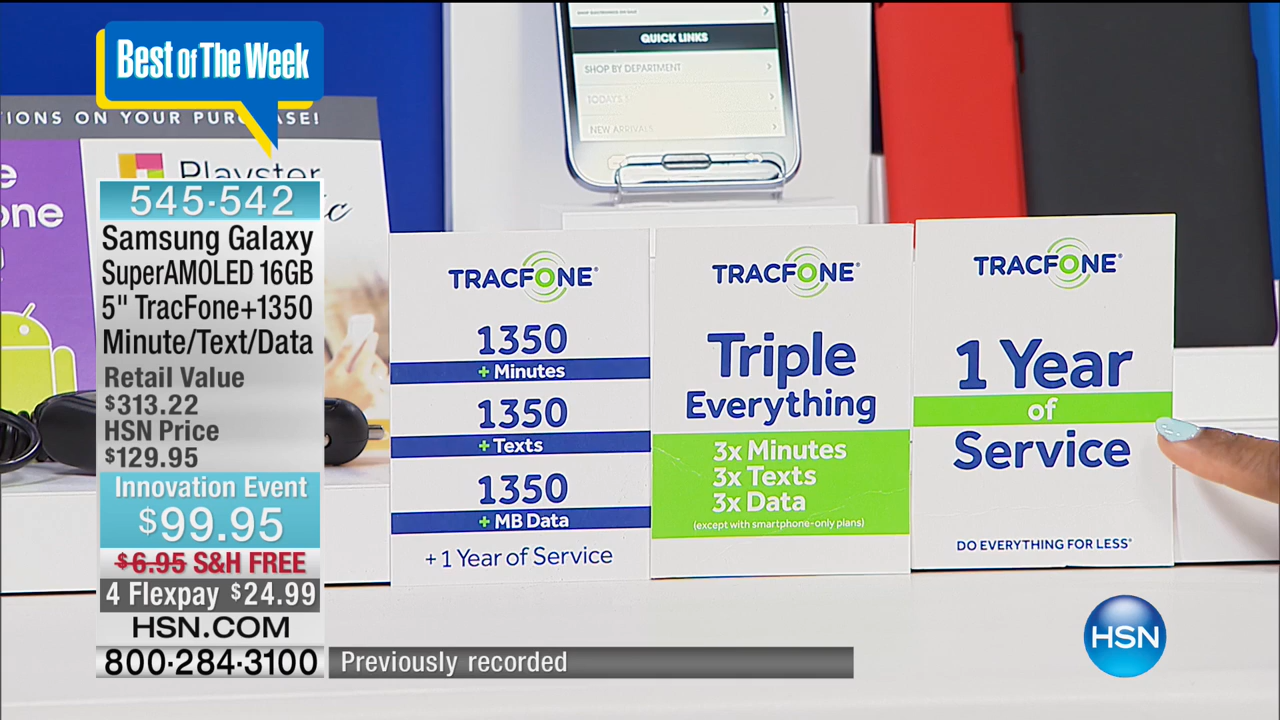 Best of The Week
IONS ON YOUR PURCHASE!
Playster
545-542
Samsung Galaxy
SuperAMOLED 16GB
5" TracFone+1350
Minute/Text/Data
Retail Value
$313.22
HSN Price
$129.95
Innovation Event
$99.95
$6.95 S&H FREE
4 Flexpay $24.99
HSN.COM
800-284-3100
Previously recorded
QUICK LINKS
SHOP BY DEPARTMENT
TODAY'S
NEW ARRIVALS
TRACFONE
1350
+ Minutes
1350
+ Texts
1350
+ MB Data
+ 1 Year of Service
TRACFONE
Triple
Everything
3x Minutes
3x Texts
3x Data
(except with smartphone-only plans)
TRACFONE
1 Year
of
Service
DO EVERYTHING FOR LESS
HSN